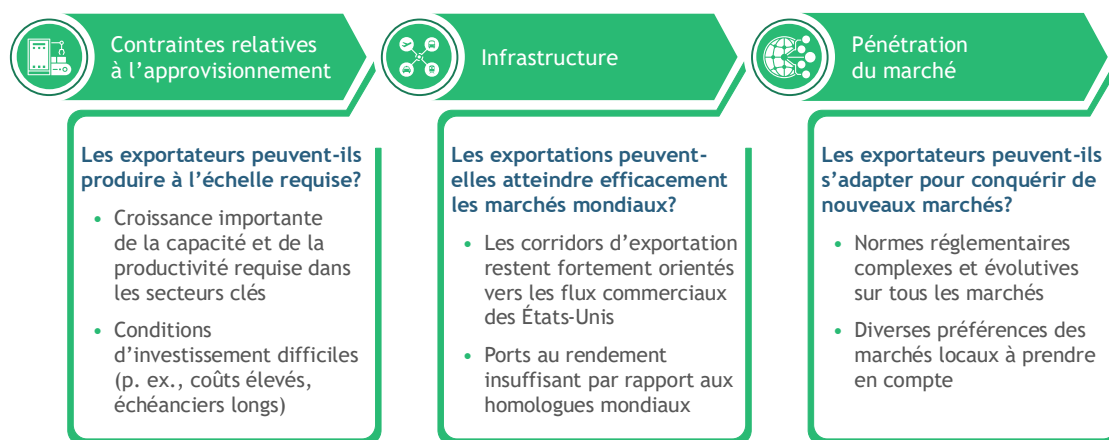 Contraintes relatives
à l’approvisionnement
Les exportateurs peuvent-ils
produire à l’échelle requise?
• Croissance importante
de la capacité et de la
productivité requise dans
les secteurs clés
• Conditions
d’investissement difficiles
(p. ex., coûts élevés,
échéanciers longs)
Infrastructure
Les exportations peuvent-
elles atteindre efficacement
les marchés mondiaux?
• Les corridors d’exportation
restent fortement orientés
vers les flux commerciaux
des États-Unis
• Ports au rendement
insuffisant par rapport aux
homologues mondiaux
Pénétration
du marché
Les exportateurs peuvent-ils
s’adapter pour conquérir de
nouveaux marchés?
• Normes réglementaires
complexes et évolutives
sur tous les marchés
• Diverses préférences des
marchés locaux à prendre
en compte